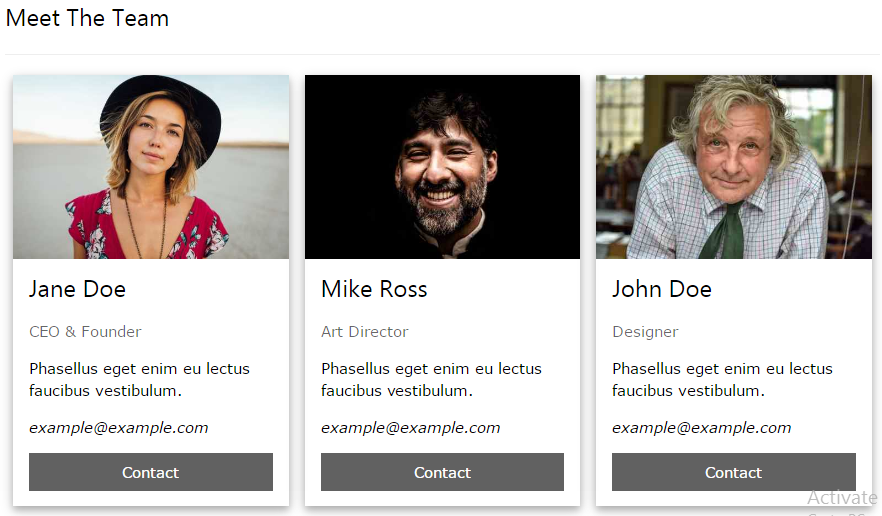 Meet The Team
Jane Doe
CEO & Founder
Phasellus eget enim eu lectus
faucibus vestibulum.
example@example.com
Contact
Mike Ross
Art Director
Phasellus eget enim eu lectus
faucibus vestibulum.
example@example.com
Contact
John Doe
Designer
Phasellus eget enim eu lectus
faucibus vestibulum.
example@example.com
Contact
Activate